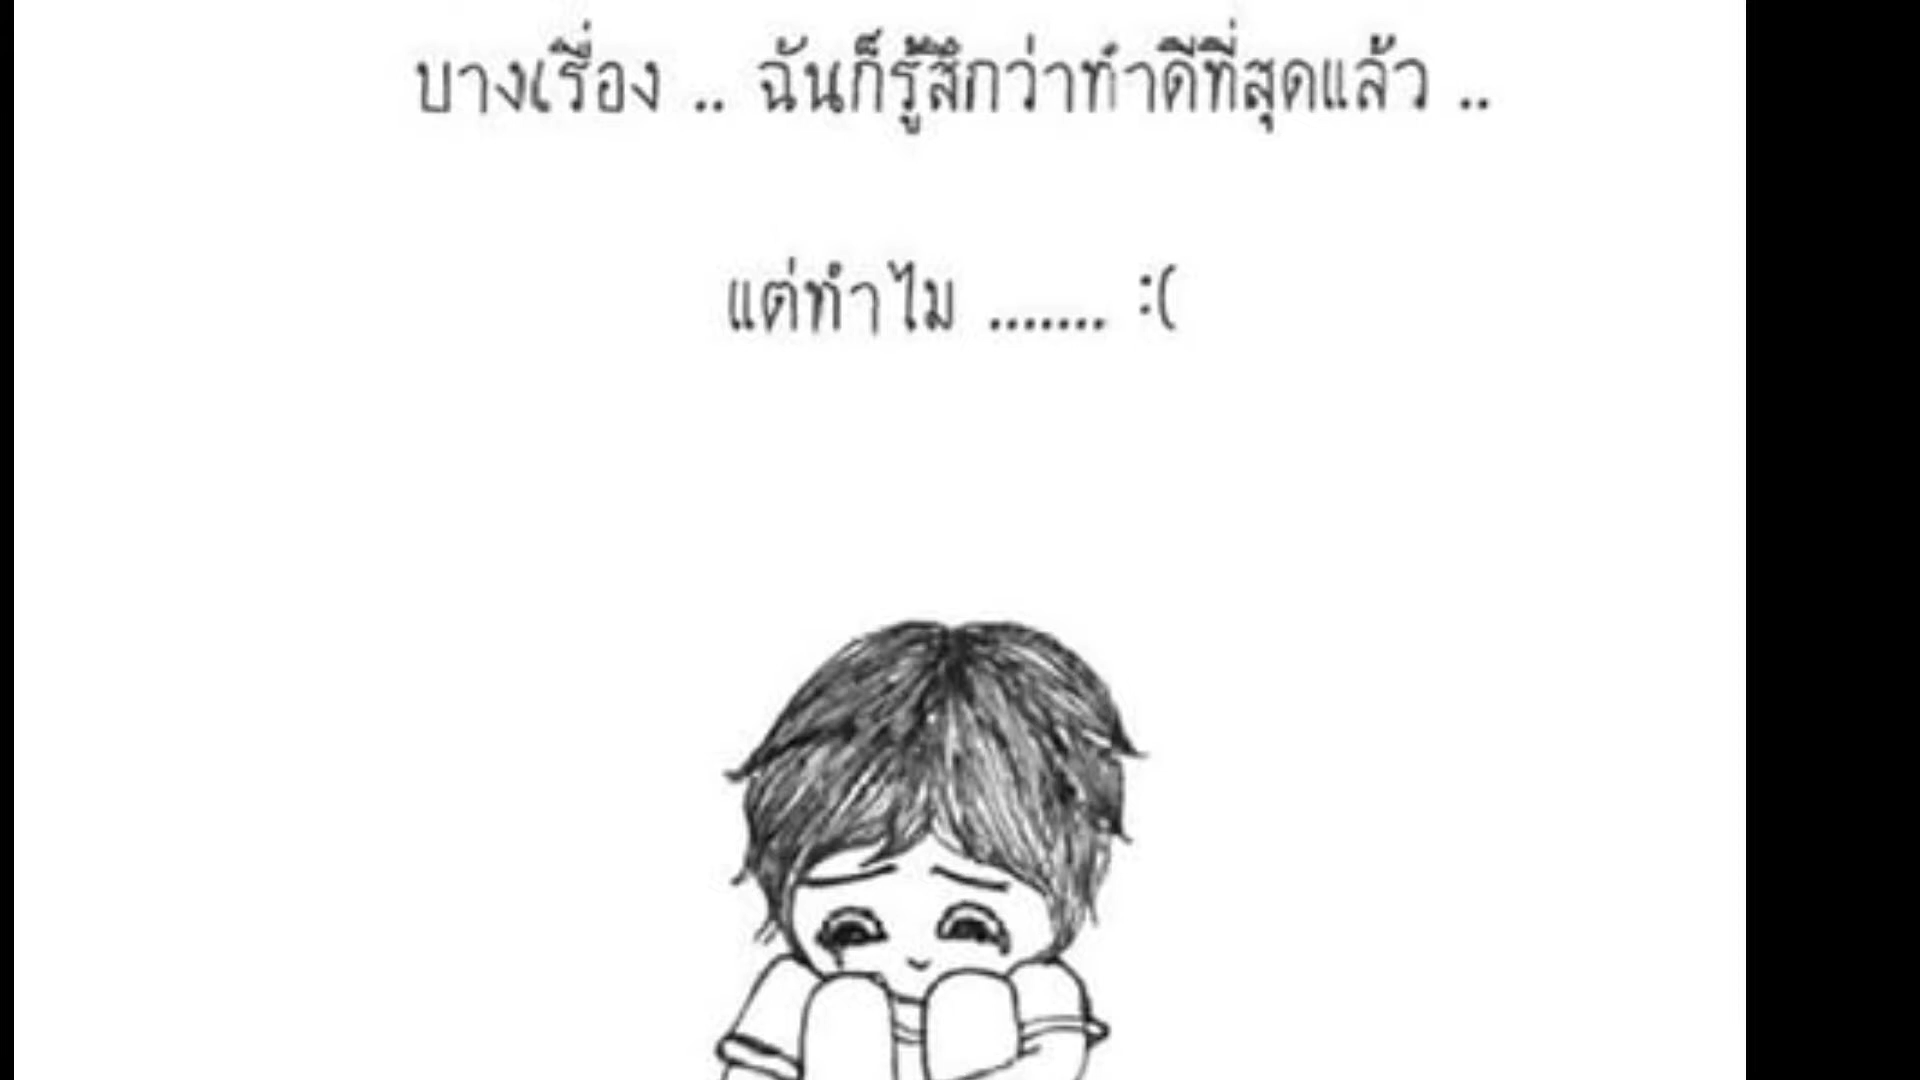 บางเรื่อง .. ฉันก็รู้สึกว่าทำดีที่สุดแล้ว ..
แต่ทำไม ....... :(